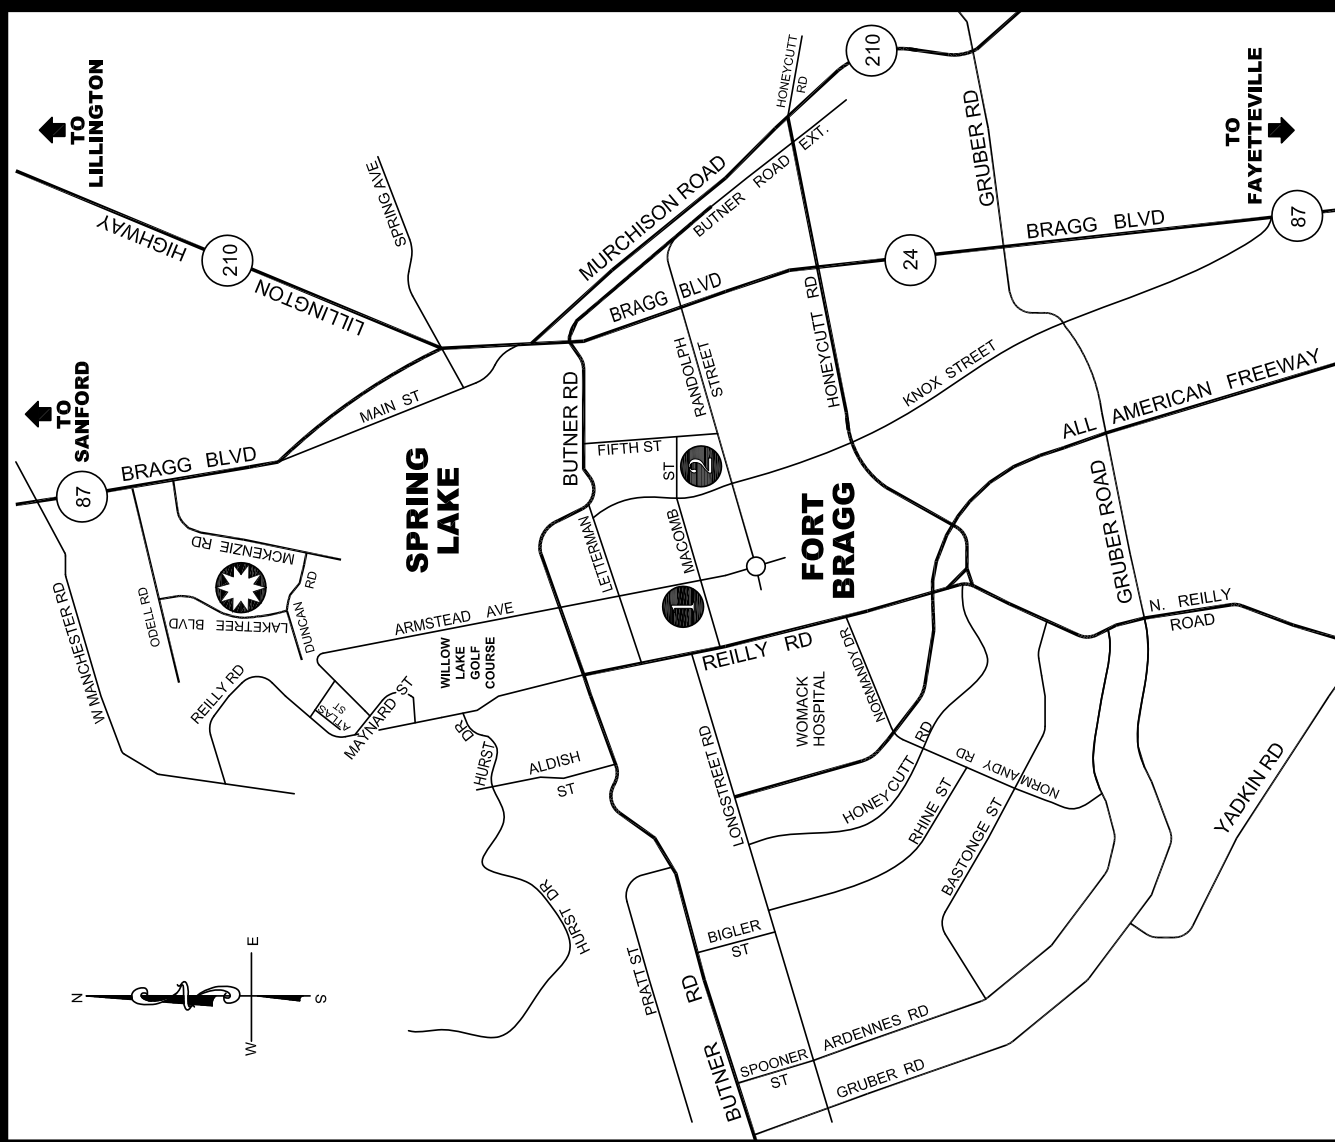 TO
LILLINGTON
HIGHWAY
210
LILLINGTON
SPRING AVE
TO
SANFORD
87
BRAGG BLVD
MAIN ST
MURCHISON ROAD
HONEYCUTT
RD
210
BUTNER ROAD EXT.
GRUBER RD
TO
FAYETTEVILLE
87
BRAGG BLVD
24
BRAGG BLVD
HONEYCUTT RD
RANDOLPH
STREET
KNOX STREET
ALL AMERICAN FREEWAY
BUTNER RD
FIFTH ST
ST
2
MACOMB
LETTERMAN
SPRING
LAKE
FORT
BRAGG
MCKENZIE RD
ODELL RD
LAKETREE BLVD
DUNCAN
RD
W MANCHESTER RD
REILLY RD
ATLAS
ST
MAYNARD ST
ARMSTEAD AVE
WILLOW
LAKE
GOLF
COURSE
1
REILLY RD
GRUBER ROAD
N. REILLY
ROAD
NORMANDY DR
WOMACK
HOSPITAL
HURST
DR
ALDISH
ST
LONGSTREET RD
HONEYCUTT RD
NORMANDY RD
RHINE ST
BASTONGE ST
YADKIN RD
HURST DR
PRATT ST
BIGLER
ST
BUTNER RD
SPOONER
ST
ARDENNES RD
GRUBER RD
N
E
S
W